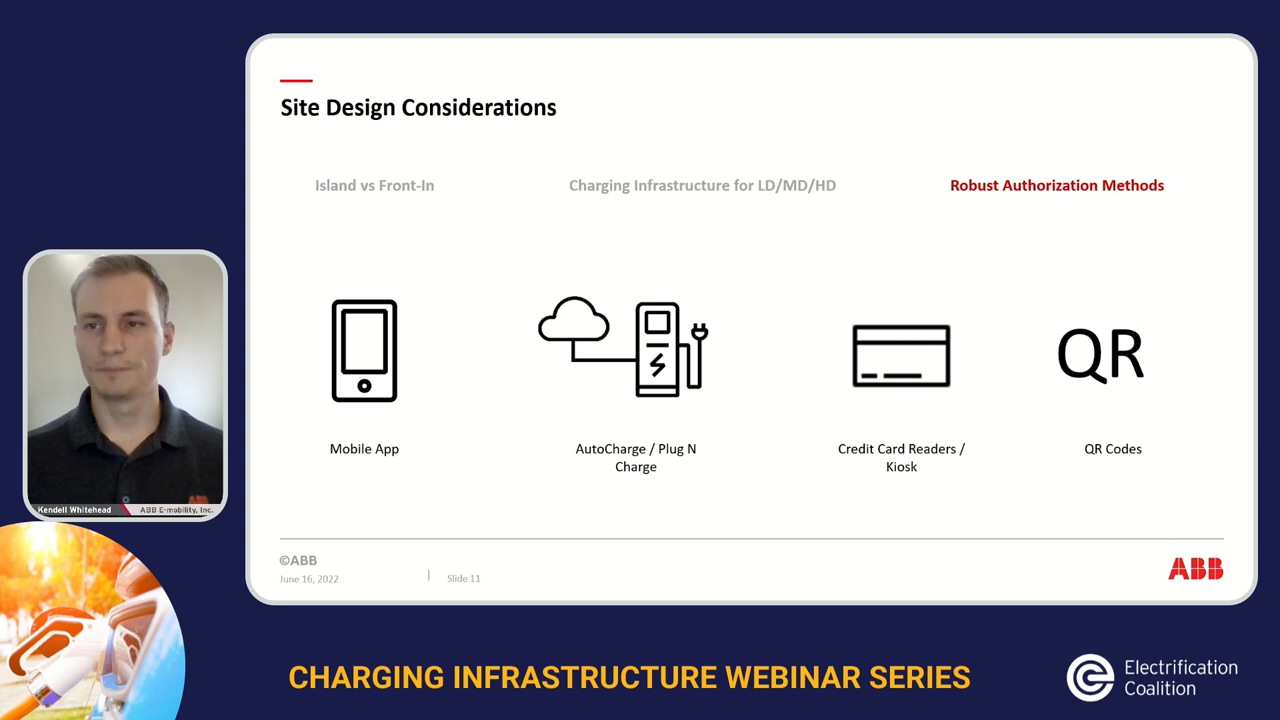 Site Design Considerations
Island vs Front-In
Charging Infrastructure for LD/MD/HD
Robust Authorization Methods
QR
Mobile App
AutoCharge / Plug N
Charge
Credit Card Readers /
Kiosk
QR Codes
©ABB
June 16, 2022
Slide 11
ABB
Kendell Whitehead
ABB E-mobility, Inc.
CHARGING INFRASTRUCTURE WEBINAR SERIES
Electrification
Coalition